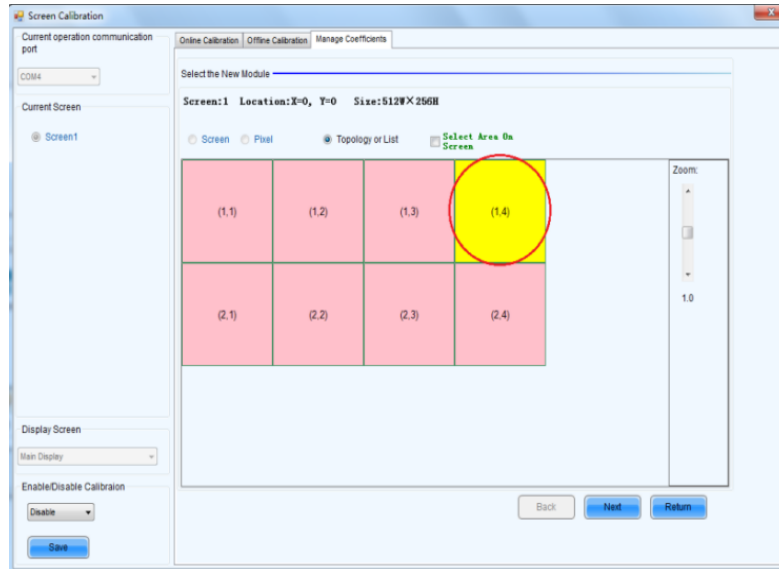 Screen Calibration
Current operation communication
port
COM4
Current Screen
Screen1
Display Screen
Main Display
Enable/Disable Calibraion
Disable
Save
Online Calibration Offline Calibration Manage Coefficients
Select the New Module
Screen:1 Location:X=0, Y=0 Size:512W×256H
Screen Pixel Topology or List Select Area On
Screen
(1,1) (1,2) (1,3) (1,4)
(2,1) (2,2) (2,3) (2,4)
Zoom:
1.0
Back Next Return